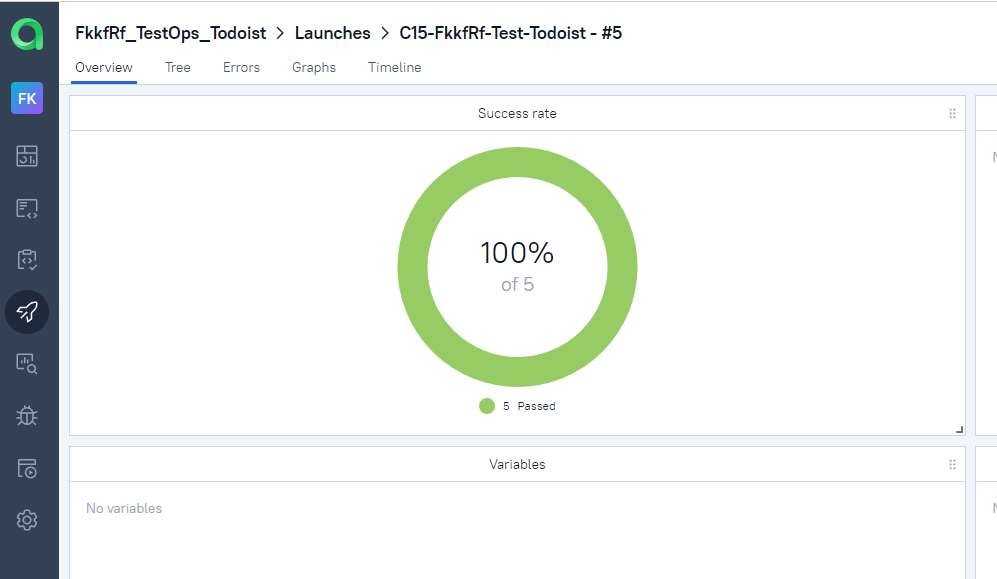 FkkfRf_TestOps_Todoist > Launches > C15-FkkfRf-Test-Todoist - #5
Overview Tree Errors Graphs Timeline
FK
Success rate
100%
of 5
5 Passed
Variables
No variables